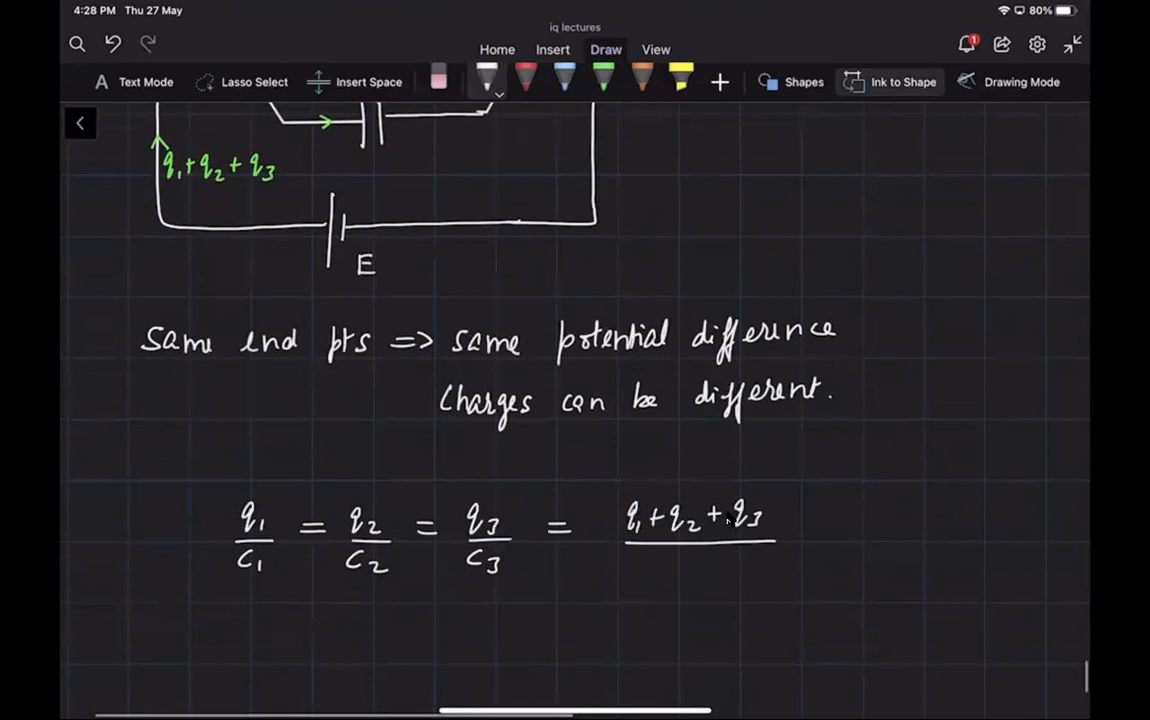 4:28 PM Thu 27 May
80%
iq lectures
Home Insert Draw View
1
A Text Mode Lasso Select Insert Space Shapes Ink to Shape Drawing Mode
q₁+q₂+q₃
E
Same end pts => same potential difference
Charges can be different.
q₁/C₁ = q₂/C₂ = q₃/C₃ = q₁+q₂+q₃